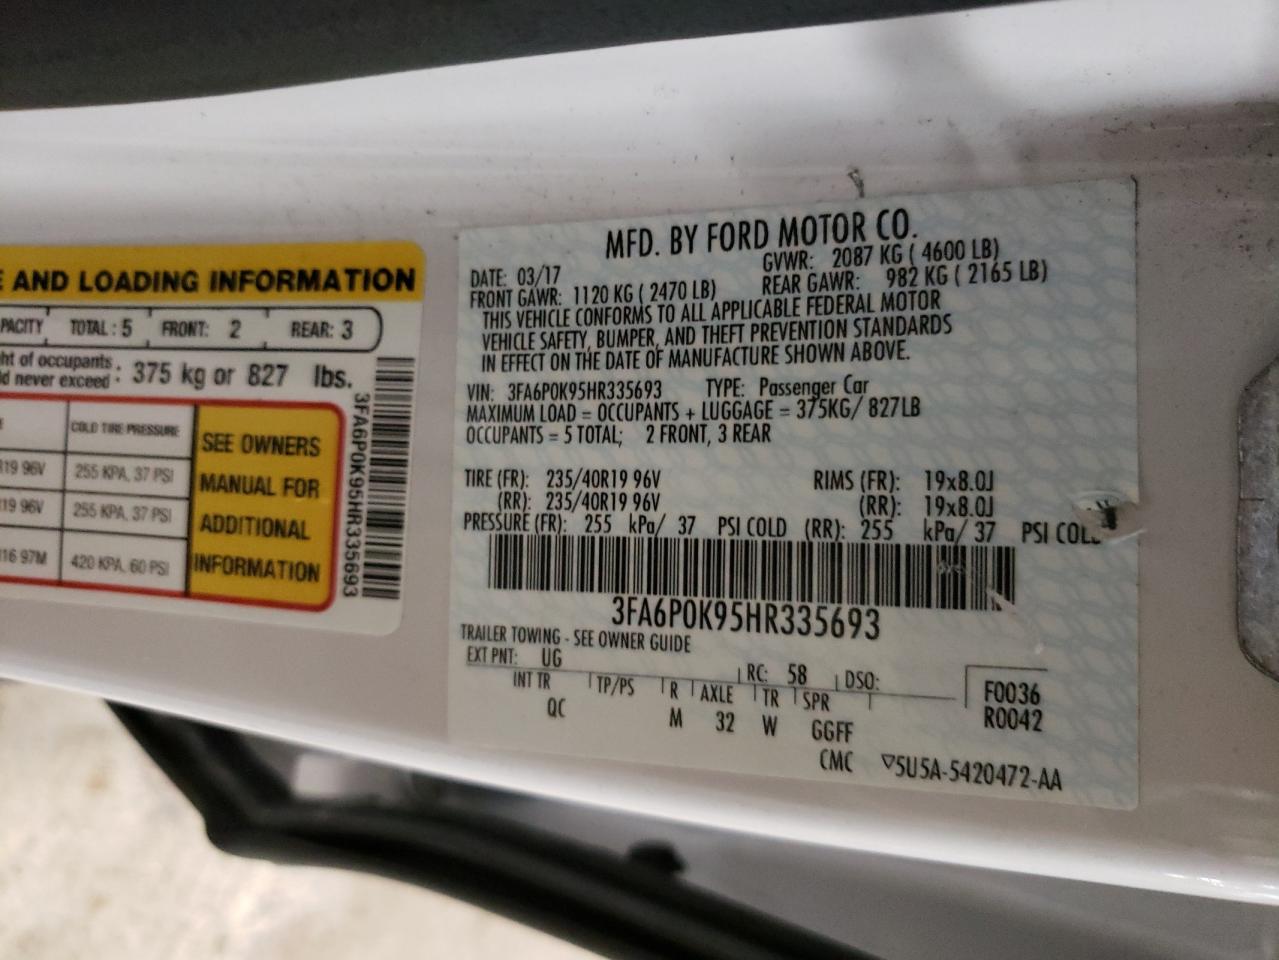 E AND LOADING INFORMATION
PACITY TOTAL: 5 FRONT: 2 REAR: 3
ht of occupants
d never exceed : 375 kg or 827 lbs.
COLD TIRE PRESSURE
R19 96V 255 KPA, 37 PSI
19 96V 255 KPA, 37 PSI
16 97M 420 KPA, 60 PSI
SEE OWNERS
MANUAL FOR
ADDITIONAL
INFORMATION
3FA6P0K95HR335693
MFD. BY FORD MOTOR CO.
DATE: 03/17 GVWR: 2087 KG ( 4600 LB)
FRONT GAWR: 1120 KG ( 2470 LB) REAR GAWR: 982 KG ( 2165 LB)
THIS VEHICLE CONFORMS TO ALL APPLICABLE FEDERAL MOTOR
VEHICLE SAFETY, BUMPER, AND THEFT PREVENTION STANDARDS
IN EFFECT ON THE DATE OF MANUFACTURE SHOWN ABOVE.
VIN: 3FA6P0K95HR335693 TYPE: Passenger Car
MAXIMUM LOAD = OCCUPANTS + LUGGAGE = 375KG/ 827LB
OCCUPANTS = 5 TOTAL; 2 FRONT, 3 REAR
TIRE (FR): 235/40R19 96V RIMS (FR): 19x8.0J
(RR): 235/40R19 96V (RR): 19x8.0J
PRESSURE (FR): 255 kPa/ 37 PSI COLD (RR): 255 kPa/ 37 PSI COLD
3FA6P0K95HR335693
TRAILER TOWING - SEE OWNER GUIDE
EXT PNT: UG RC: 58 DSO:
INT TR TP/PS R AXLE TR SPR F0036
QC M 32 W GGFF R0042
CMC ▽5U5A-5420472-AA